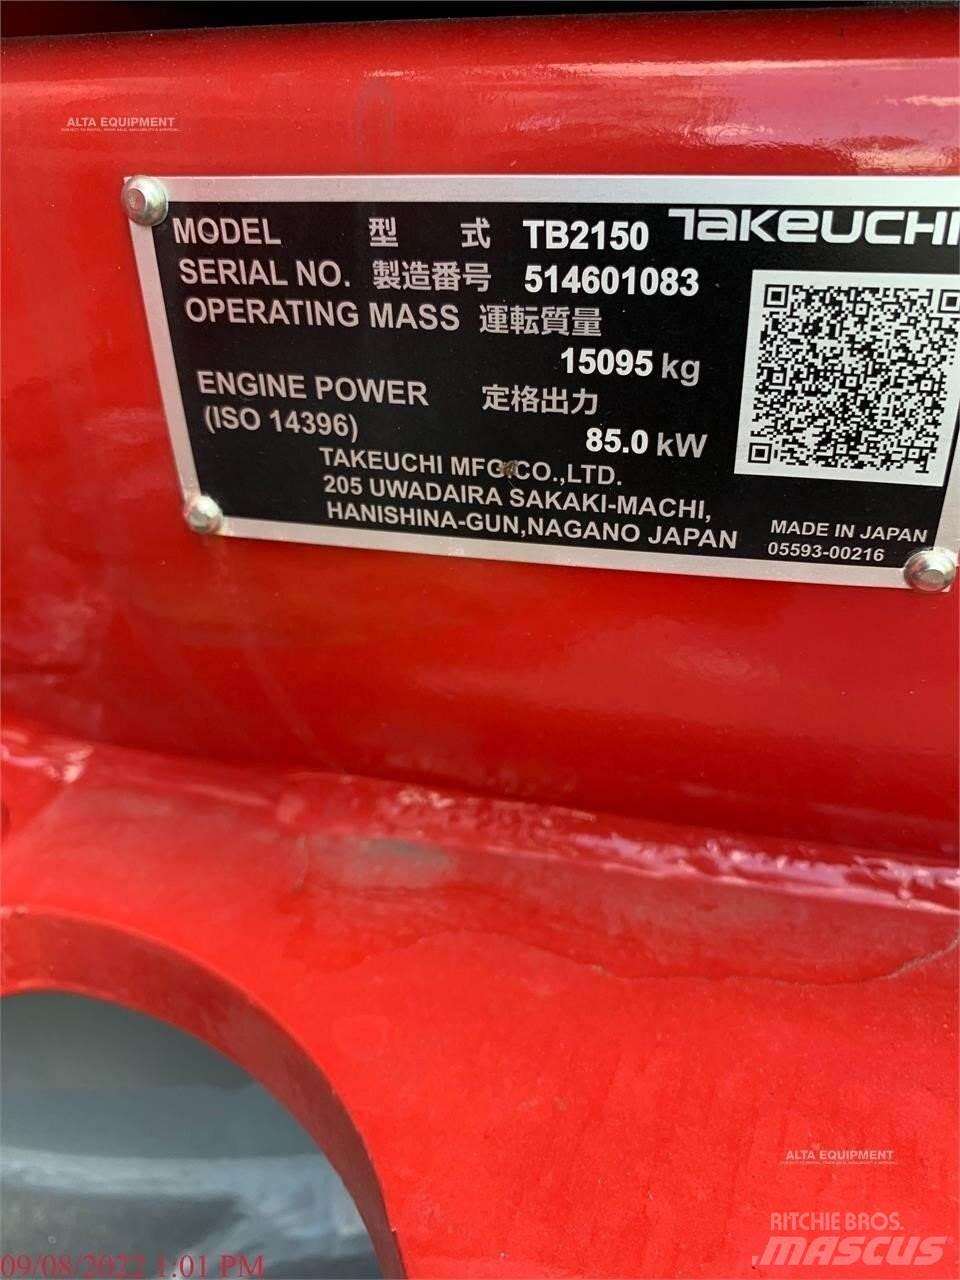 ALTA EQUIPMENT
MODEL 型 式 TB2150 TAKEUCHI
SERIAL NO. 製造番号 514601083
OPERATING MASS 運転質量
15095 kg
ENGINE POWER 定格出力
(ISO 14396)
85.0 kW
TAKEUCHI MFG CO.,LTD.
205 UWADAIRA SAKAKI-MACHI,
HANISHINA-GUN,NAGANO JAPAN
MADE IN JAPAN
05593-00216
ALTA EQUIPMENT
RITCHIE BROS.
MASCUS
09/08/2022 1:01 PM